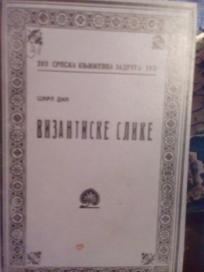 СРПСКА КЊИЖЕВНА ЗАДРУГА
ШАРЛ ДИЛ
ВИЗАНТИСКЕ СЛИКЕ